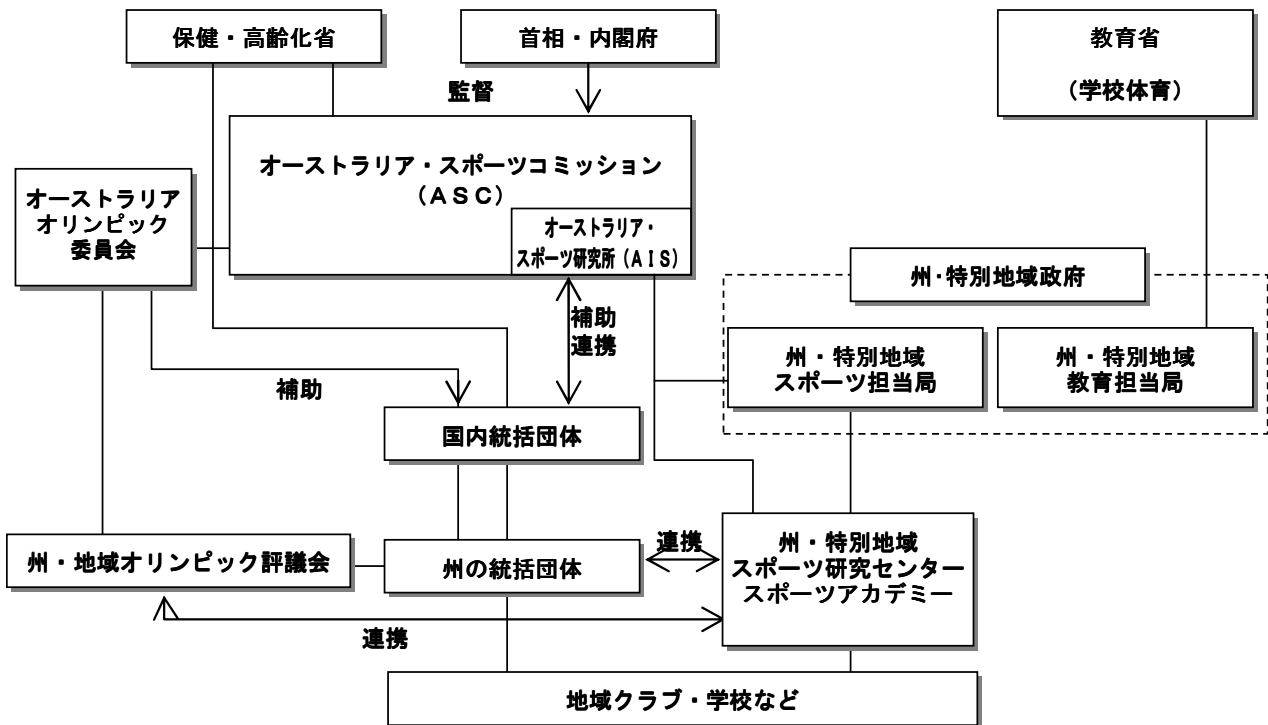 保健・高齢化省
首相・内閣府
教育省
（学校体育）
監督
オーストラリア・スポーツコミッション
（ＡＳＣ）
オーストラリア・
スポーツ研究所（ＡＩＳ）
オーストラリア
オリンピック
委員会
州・特別地域政府
補助
連携
州・特別地域
スポーツ担当局
州・特別地域
教育担当局
補助
国内統括団体
州・地域オリンピック評議会
州の統括団体
連携
州・特別地域
スポーツ研究センター
スポーツアカデミー
連携
地域クラブ・学校など